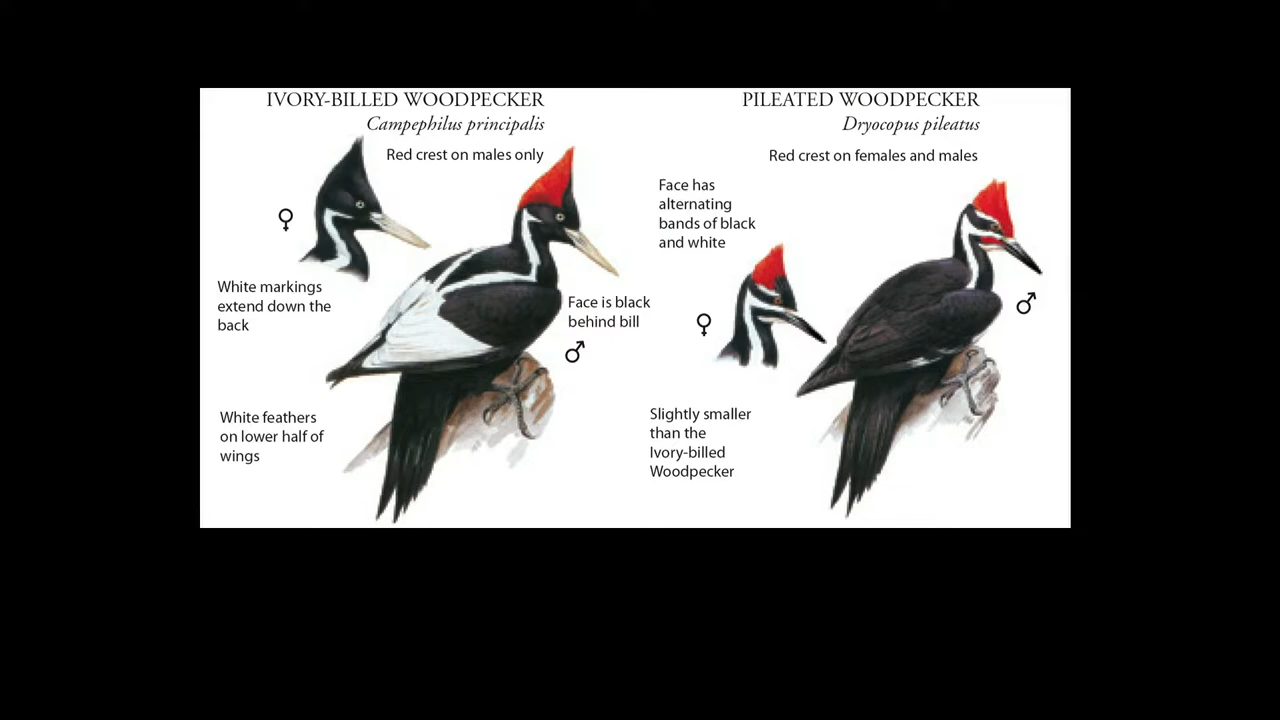 IVORY-BILLED WOODPECKER
Campephilus principalis
Red crest on males only
♀
White markings
extend down the
back
Face is black
behind bill
♂
White feathers
on lower half of
wings
PILEATED WOODPECKER
Dryocopus pileatus
Red crest on females and males
Face has
alternating
bands of black
and white
♀
♂
Slightly smaller
than the
Ivory-billed
Woodpecker